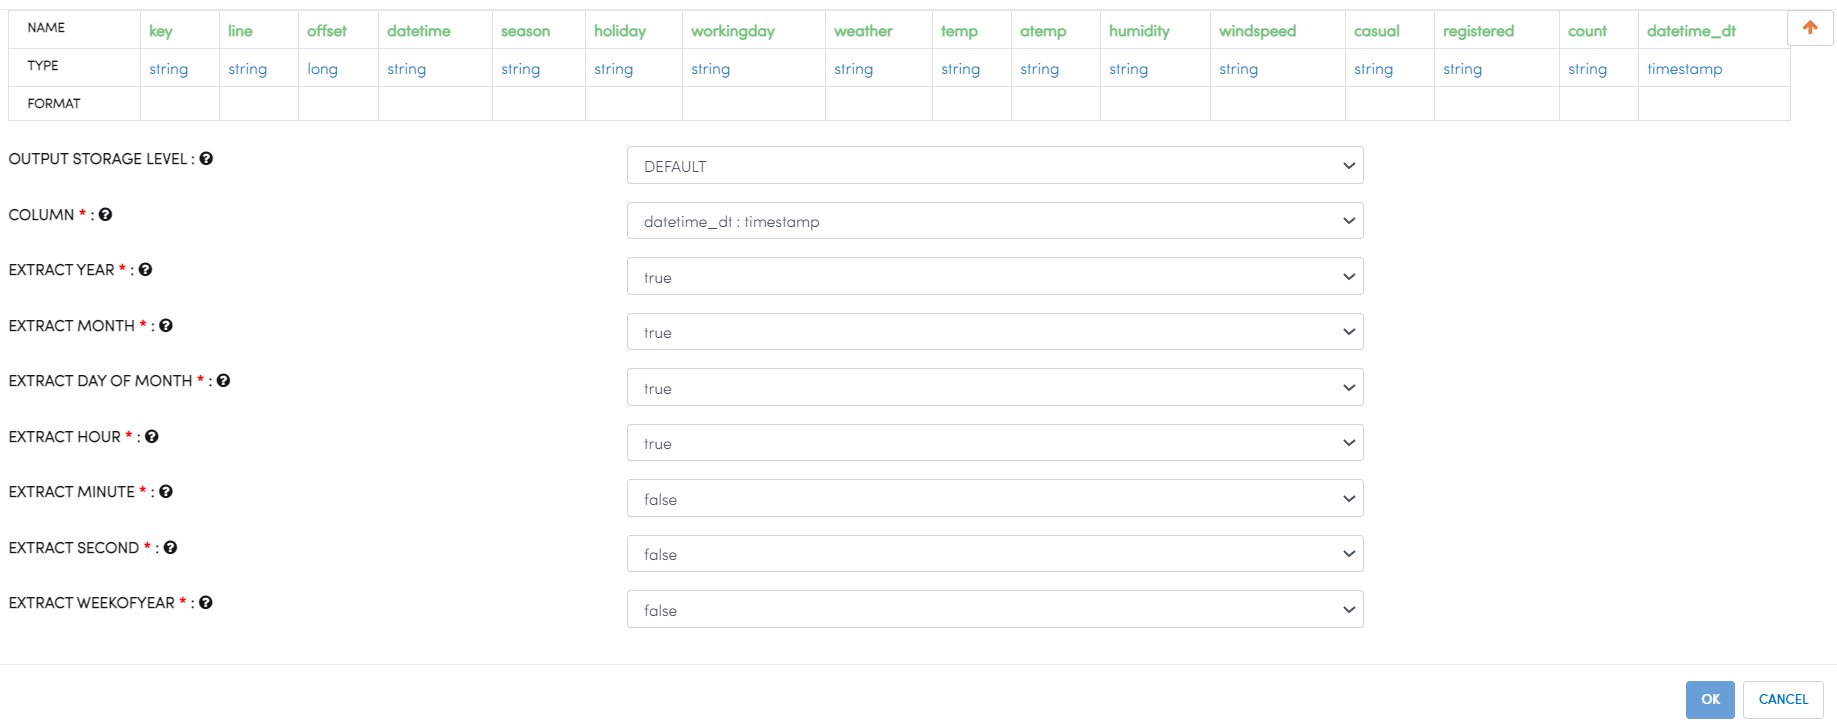 NAME key line offset datetime season holiday workingday weather temp atemp humidity windspeed casual registered count datetime_dt
TYPE string string long string string string string string string string string string string string string timestamp
FORMAT
OUTPUT STORAGE LEVEL : ?
DEFAULT
COLUMN * : ?
datetime_dt : timestamp
EXTRACT YEAR * : ?
true
EXTRACT MONTH * : ?
true
EXTRACT DAY OF MONTH * : ?
true
EXTRACT HOUR * : ?
true
EXTRACT MINUTE * : ?
false
EXTRACT SECOND * : ?
false
EXTRACT WEEKOFYEAR * : ?
false
OK CANCEL